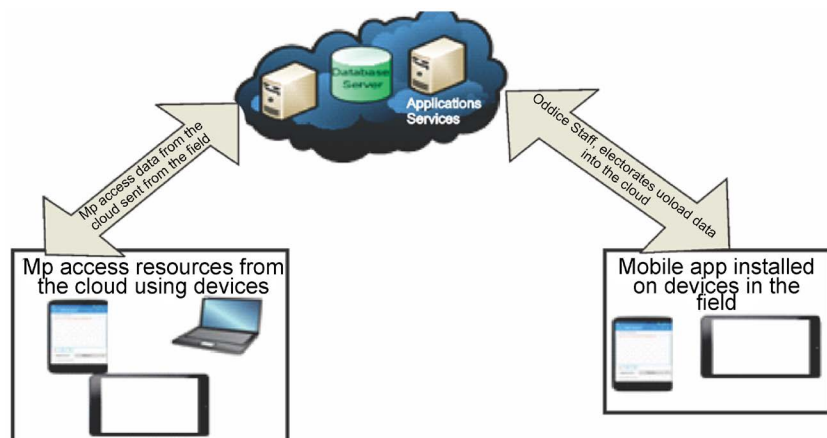 Database
Server
Applications
Services
Mp access data from the
cloud sent from the field
Oddice Staff, electorates uoload data
into the cloud
Mp access resources from
the cloud using devices
Mobile app installed
on devices in the
field